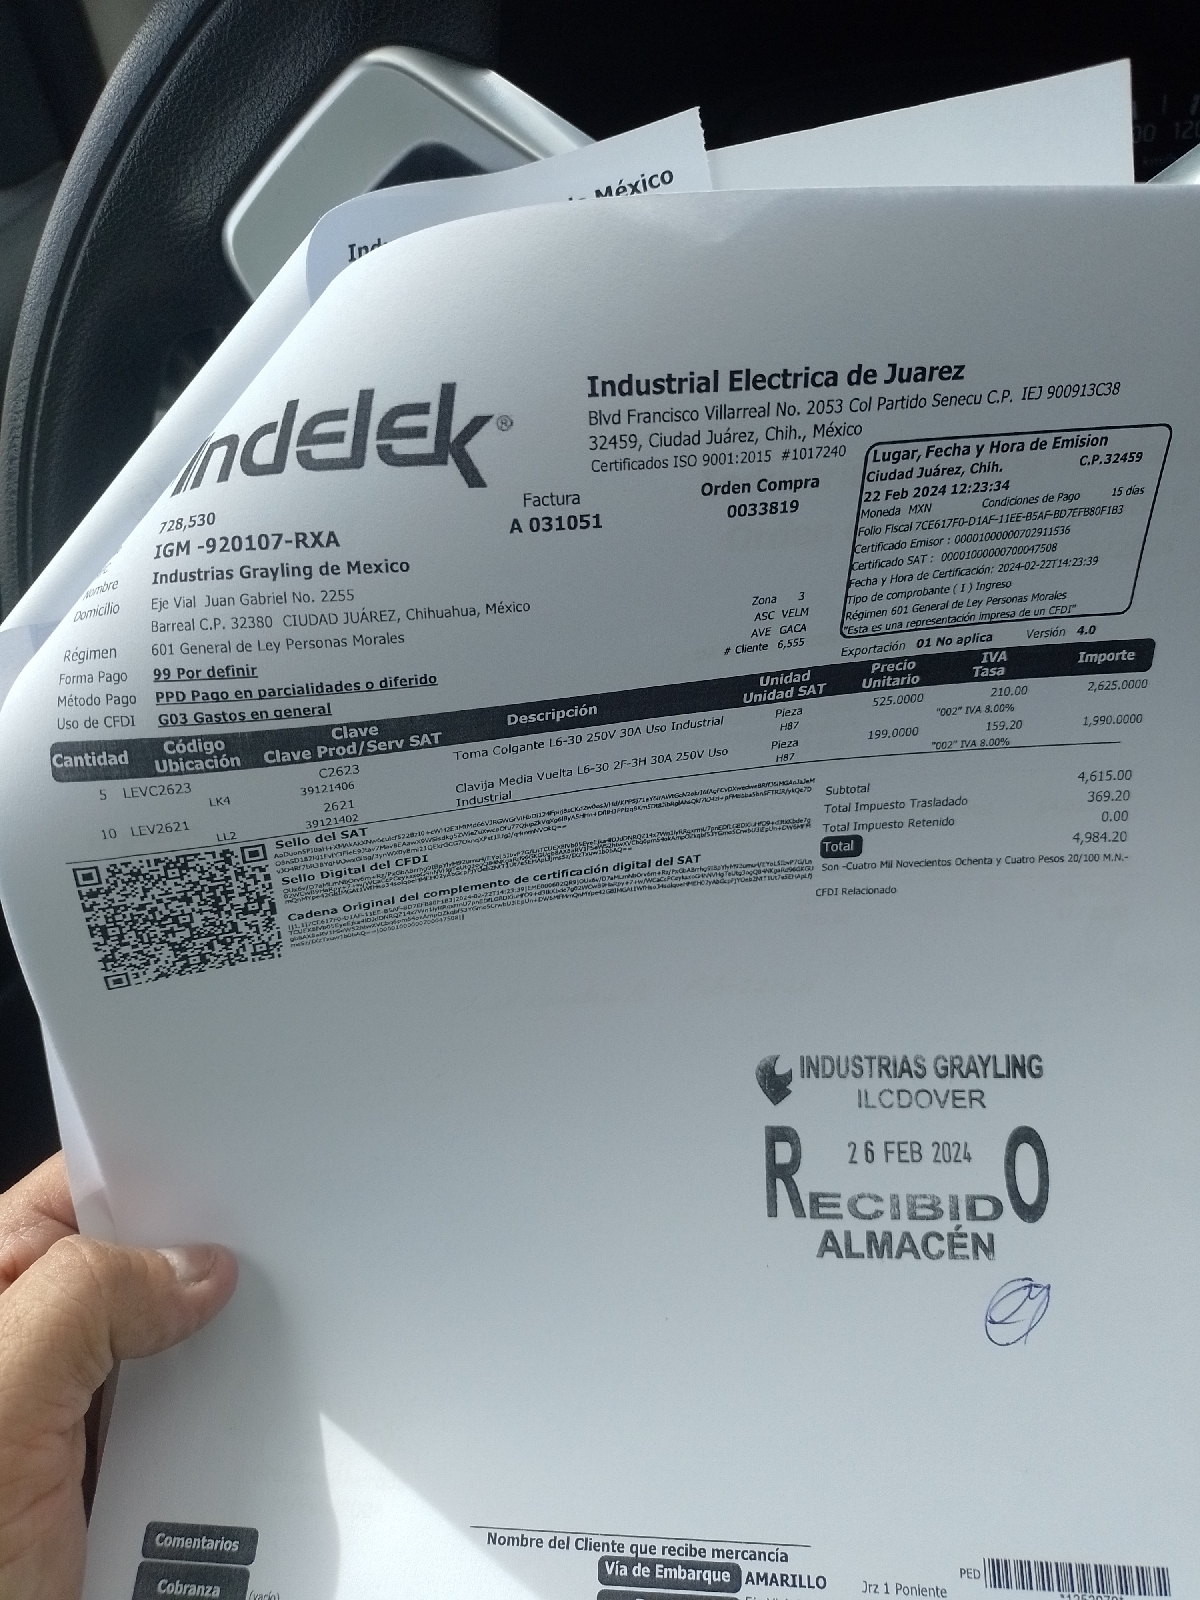 de México
Indelek®
Industrial Electrica de Juarez
Blvd Francisco Villarreal No. 2053 Col Partido Senecu C.P. IEJ 900913C38
32459, Ciudad Juárez, Chih., México
Certificados ISO 9001:2015 #1017240
Lugar, Fecha y Hora de Emision
Ciudad Juárez, Chih. C.P.32459
22 Feb 2024 12:23:34
Moneda MXN Condiciones de Pago 15 días
Folio Fiscal 7CE617F0-D1AF-11EE-B5AF-BD7EFB80F1B3
Certificado Emisor : 00001000000702911536
Certificado SAT : 00001000000700047508
Fecha y Hora de Certificación: 2024-02-22T14:23:39
Tipo de comprobante ( I ) Ingreso
Régimen 601 General de Ley Personas Morales
"Esta es una representación impresa de un CFDI"
Factura
A 031051
Orden Compra
0033819
728,530
IGM -920107-RXA
Nombre Industrias Grayling de Mexico
Domicilio Eje Vial Juan Gabriel No. 2255
Barreal C.P. 32380 CIUDAD JUÁREZ, Chihuahua, México
Régimen 601 General de Ley Personas Morales
Forma Pago 99 Por definir
Método Pago PPD Pago en parcialidades o diferido
Uso de CFDI G03 Gastos en general
Zona 3
ASC VELM
AVE GACA
# Cliente 6,555
Exportación 01 No aplica Versión 4.0
Cantidad Código Ubicación Clave Clave Prod/Serv SAT Descripción Unidad Unidad SAT Precio Unitario IVA Tasa Importe
5 LEVC2623 C2623 Toma Colgante L6-30 250V 30A Uso Industrial Pieza 525.0000 210.00 2,625.0000
LK4 39121406 H87 "002" IVA 8.00%
10 LEV2621 2621 Clavija Media Vuelta L6-30 2F-3H 30A 250V Uso Industrial Pieza 199.0000 159.20 1,990.0000
LL2 39121402 H87 "002" IVA 8.00%
Sello del SAT
Sello Digital del CFDI
Cadena Original del complemento de certificación digital del SAT
Subtotal 4,615.00
Total Impuesto Trasladado 369.20
Total Impuesto Retenido 0.00
Total 4,984.20
Son -Cuatro Mil Novecientos Ochenta y Cuatro Pesos 20/100 M.N.-
CFDI Relacionado
INDUSTRIAS GRAYLING
ILCDOVER
26 FEB 2024
RECIBIDO
ALMACÉN
Comentarios
Cobranza (vacío)
Nombre del Cliente que recibe mercancía
Vía de Embarque AMARILLO
Jrz 1 Poniente
PED